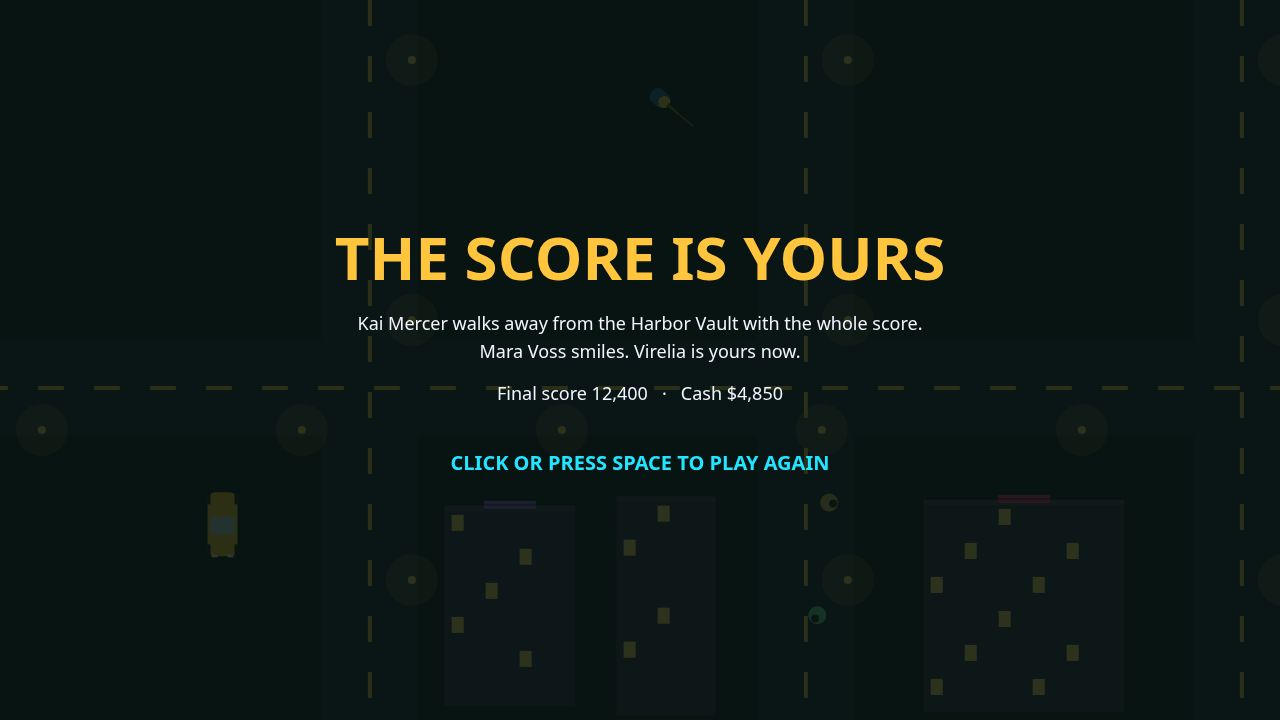 THE SCORE IS YOURS
Kai Mercer walks away from the Harbor Vault with the whole score.
Mara Voss smiles. Virelia is yours now.
Final score 12,400 · Cash $4,850
CLICK OR PRESS SPACE TO PLAY AGAIN